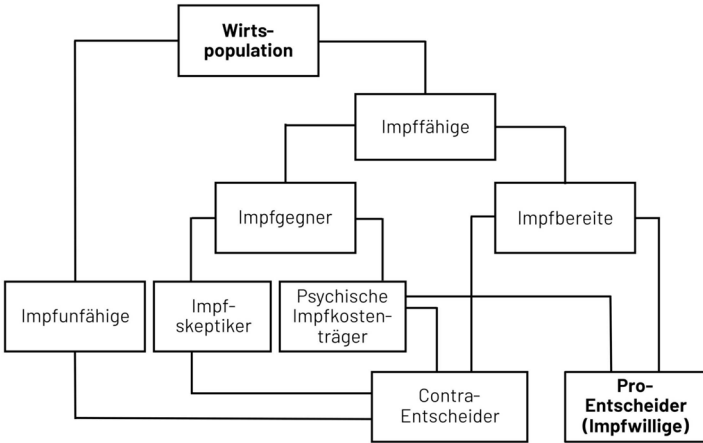 Wirts-
population
Impffähige
Impfgegner
Impfbereite
Impfunfähige
Impf-
skeptiker
Psychische
Impfkosten-
träger
Contra-
Entscheider
Pro-
Entscheider
(Impfwillige)